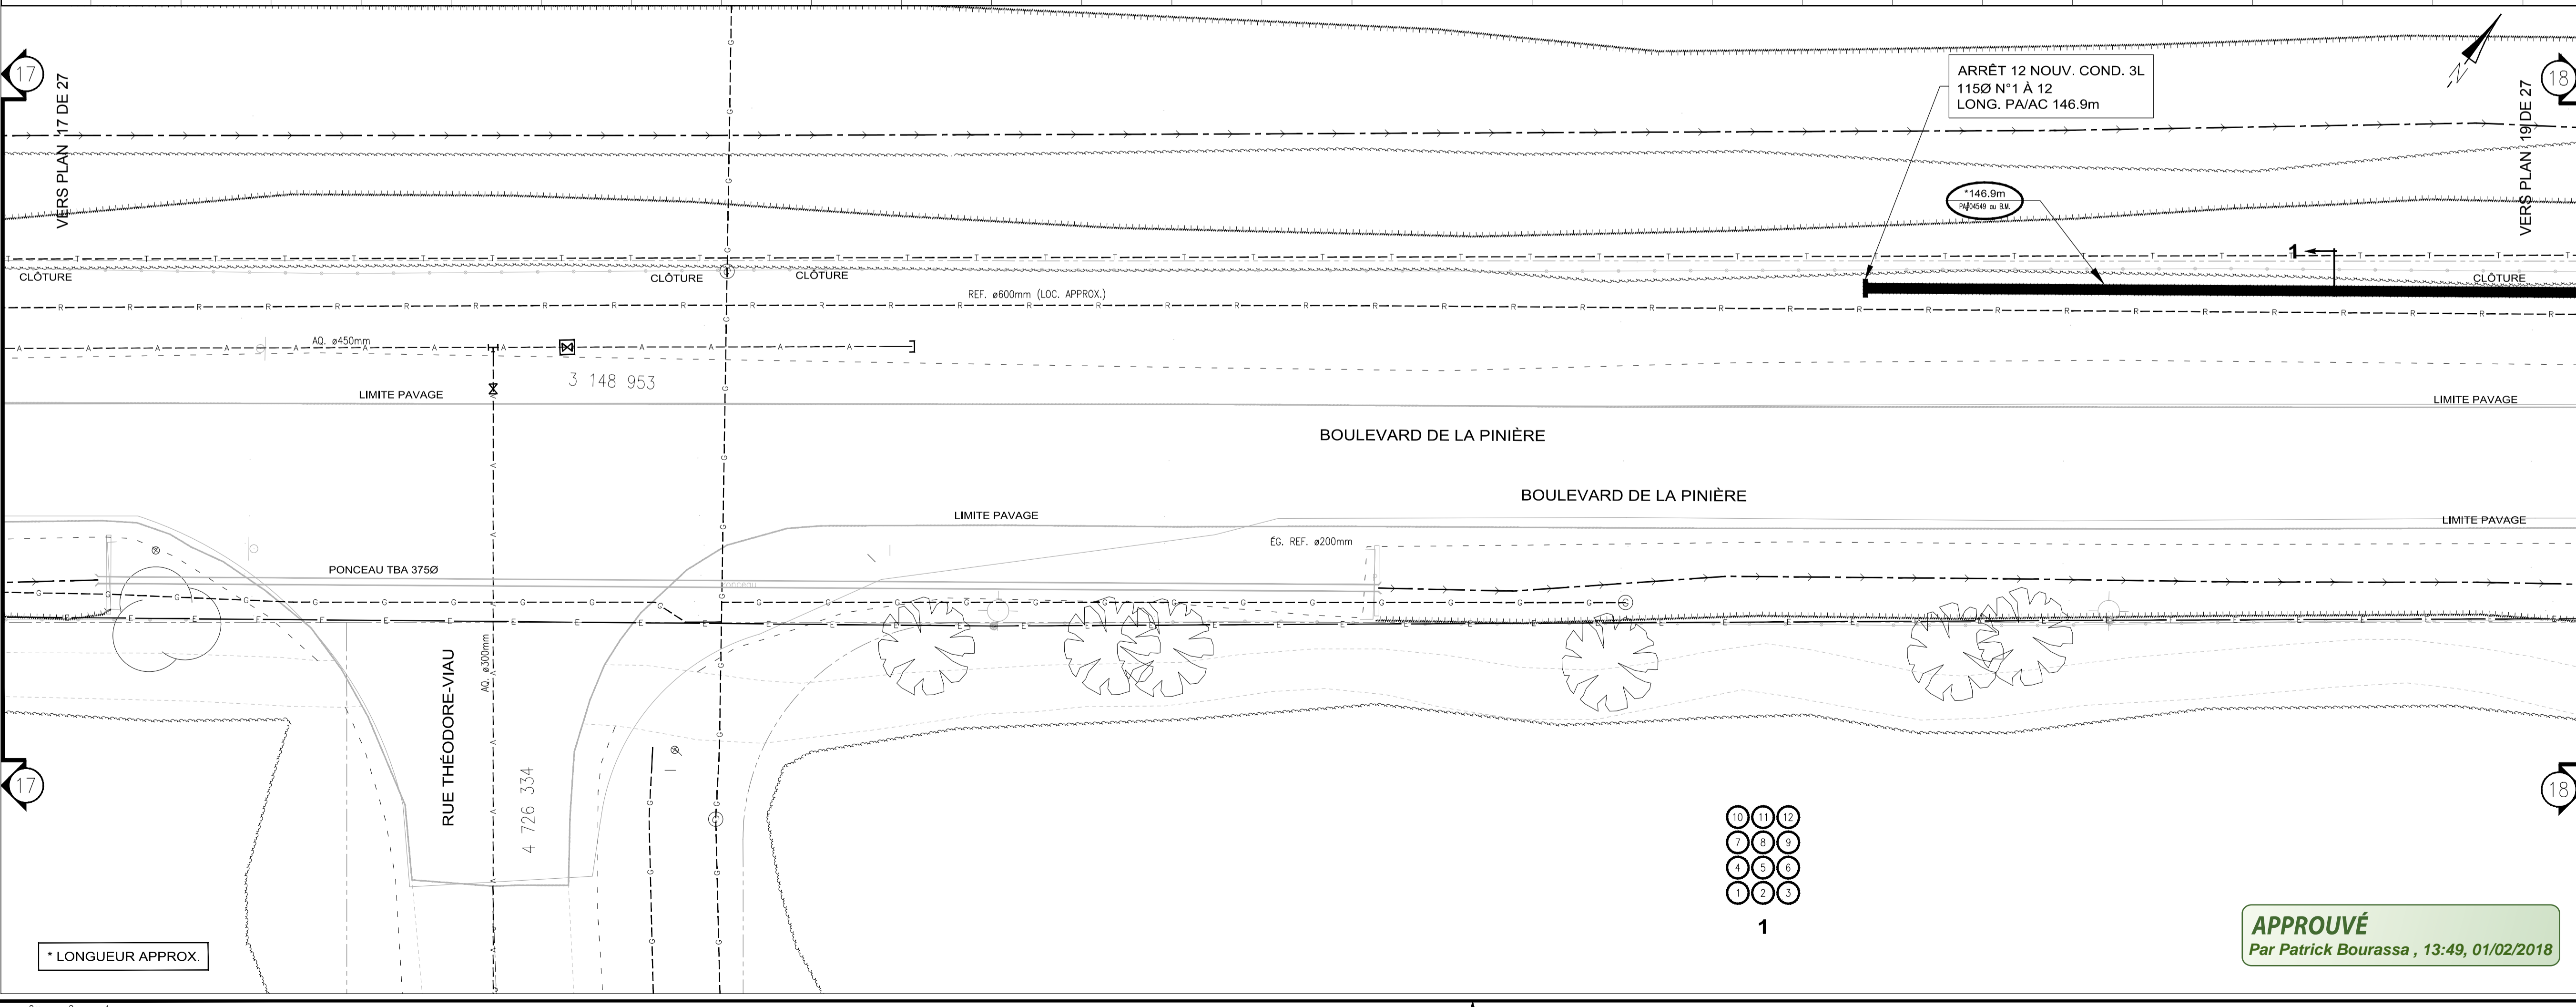 17
VERS PLAN 17 DE 27
ARRÊT 12 NOUV. COND. 3L
115Ø N°1 À 12
LONG. PA/AC 146.9m
N
18
VERS PLAN 19 DE 27
*146.9m
1
CLÔTURE
CLÔTURE
CLÔTURE
CLÔTURE
REF. ø600mm (LOC. APPROX.)
AQ. ø450mm
3 148 953
LIMITE PAVAGE
LIMITE PAVAGE
BOULEVARD DE LA PINIÈRE
BOULEVARD DE LA PINIÈRE
LIMITE PAVAGE
LIMITE PAVAGE
ÉG. REF. ø200mm
PONCEAU TBA 375Ø
Ponceau
AQ. ø300mm
RUE THÉODORE-VIAU
4 726 334
17
18
10 11 12
7 8 9
4 5 6
1 2 3
1
* LONGUEUR APPROX.
APPROUVÉ
Par Patrick Bourassa , 13:49, 01/02/2018